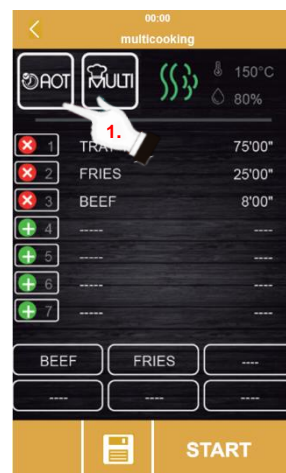 00:00
multicooking
AOT MULTI 150°C
80%
1.
1 75'00"
2 FRIES 25'00"
3 BEEF 8'00"
4 ----- ----
5 ----- ----
6 ----- ----
7 ----- ----
BEEF FRIES ----
---- ---- ----
START